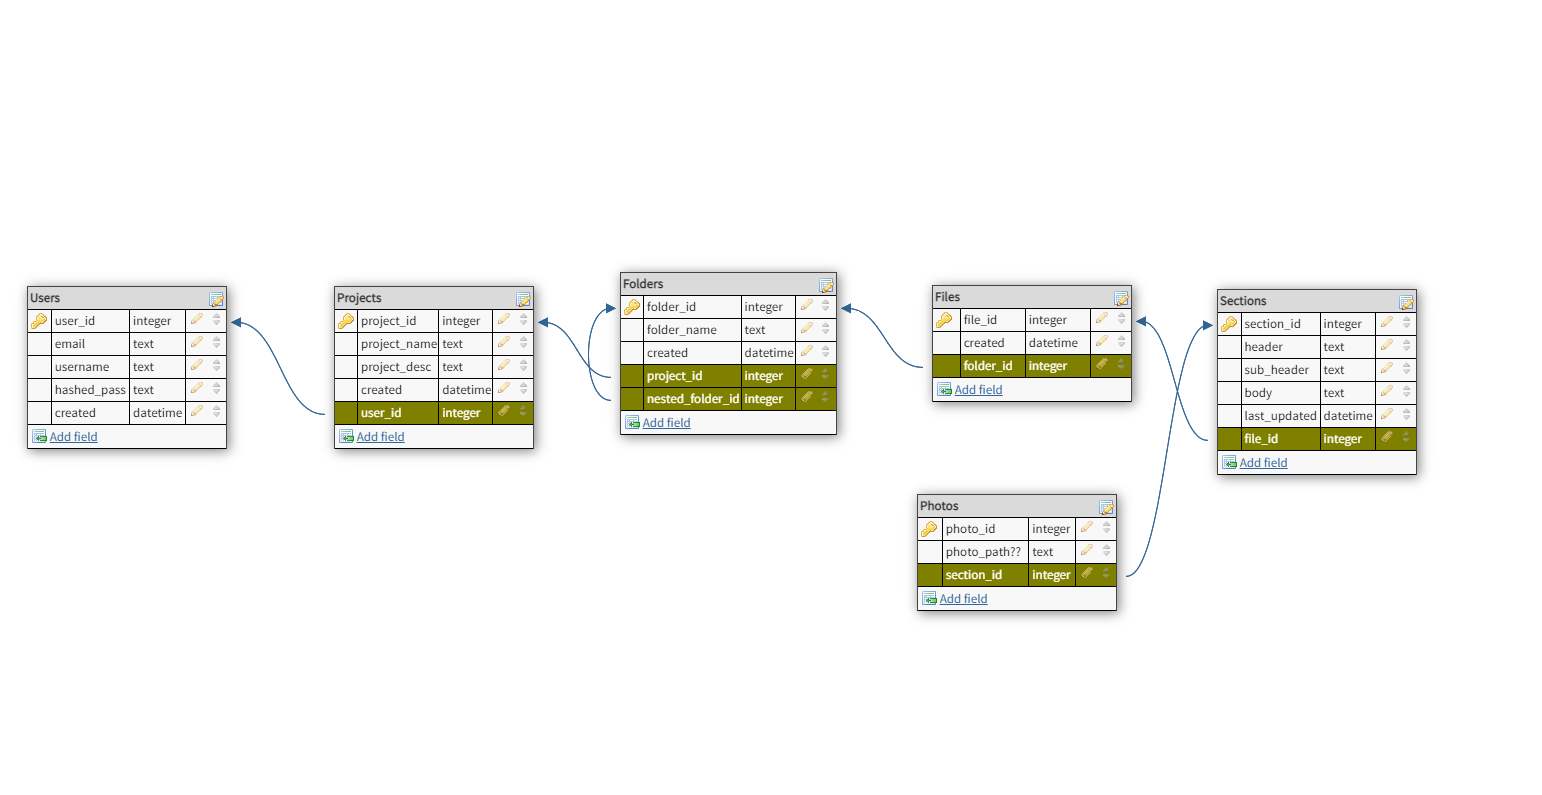 Users
user_id integer
email text
username text
hashed_pass text
created datetime
Add field
Projects
project_id integer
project_name text
project_desc text
created datetime
user_id integer
Add field
Folders
folder_id integer
folder_name text
created datetime
project_id integer
nested_folder_id integer
Add field
Files
file_id integer
created datetime
folder_id integer
Add field
Sections
section_id integer
header text
sub_header text
body text
last_updated datetime
file_id integer
Add field
Photos
photo_id integer
photo_path?? text
section_id integer
Add field